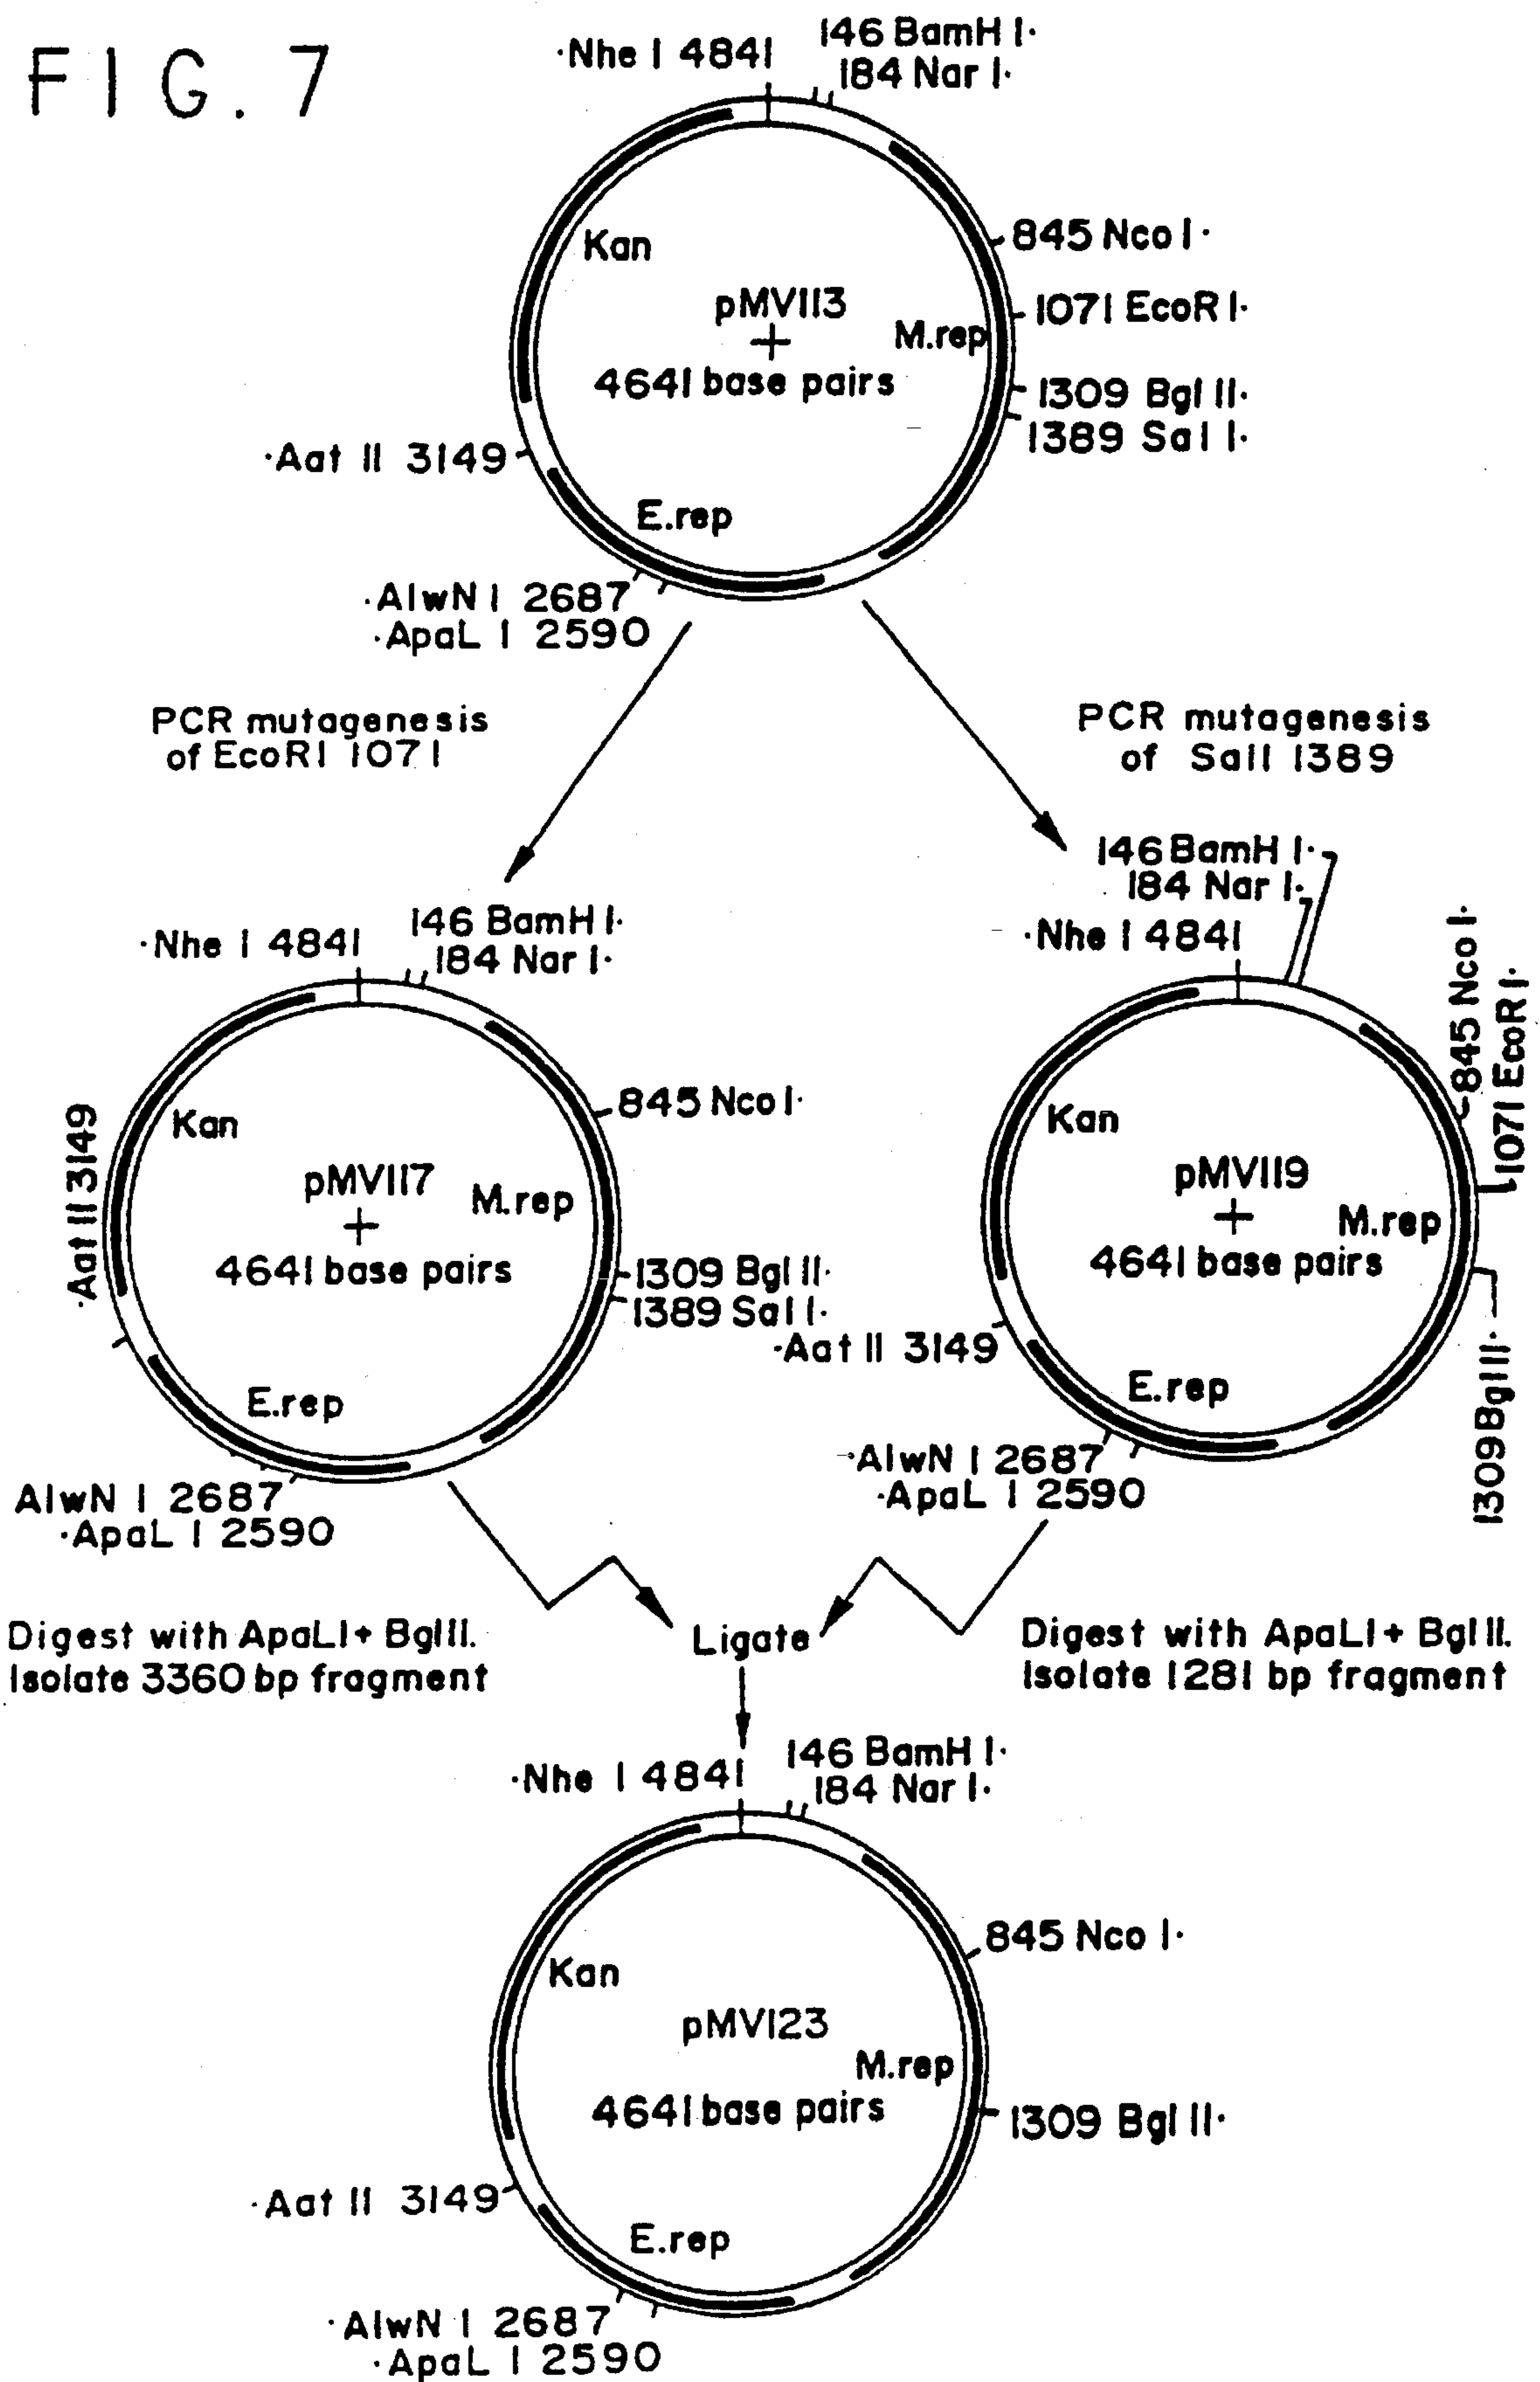 FIG. 7
·Nhe I 4841
146 BamH I·
184 Nar I·
845 Nco I·
1071 EcoR I·
1309 Bgl II·
1389 Sal I·
Kan
pMV113
+
4641 base pairs
M.rep
E.rep
·Aat II 3149
·AlwN I 2687
·ApaL I 2590
PCR mutagenesis
of EcoRI 1071
PCR mutagenesis
of SalI 1389
·Nhe I 4841
146 BamH I·
184 Nar I·
845 Nco I·
1309 Bgl II·
1389 Sal I·
Kan
pMV117
+
4641 base pairs
M.rep
E.rep
·Aat II 3149
AlwN I 2687
·ApaL I 2590
146 BamH I·
184 Nar I·
·Nhe I 4841
845 Nco I·
1071 EcoR I·
1309 Bgl II·
Kan
pMV119
+
4641 base pairs
M.rep
E.rep
·Aat II 3149
·AlwN I 2687
·ApaL I 2590
Digest with ApaLI+ BglII.
Isolate 3360 bp fragment
Ligate
Digest with ApaLI+ Bgl II.
Isolate 1281 bp fragment
·Nhe I 4841
146 BamH I·
184 Nar I·
845 Nco I·
1309 Bgl II·
Kan
pMV123
M.rep
4641 base pairs
E.rep
·Aat II 3149
·AlwN I 2687
·ApaL I 2590